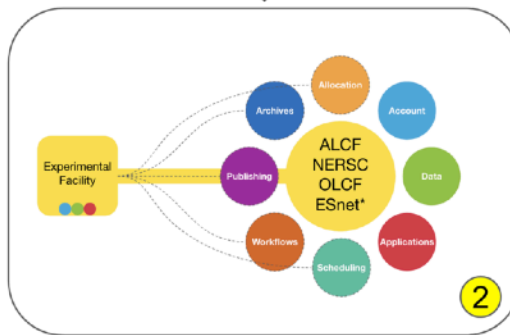 Allocation
Archives
Account
Experimental
Facility
Publishing
ALCF
NERSC
OLCF
ESnet*
Data
Workflows
Applications
Scheduling
2